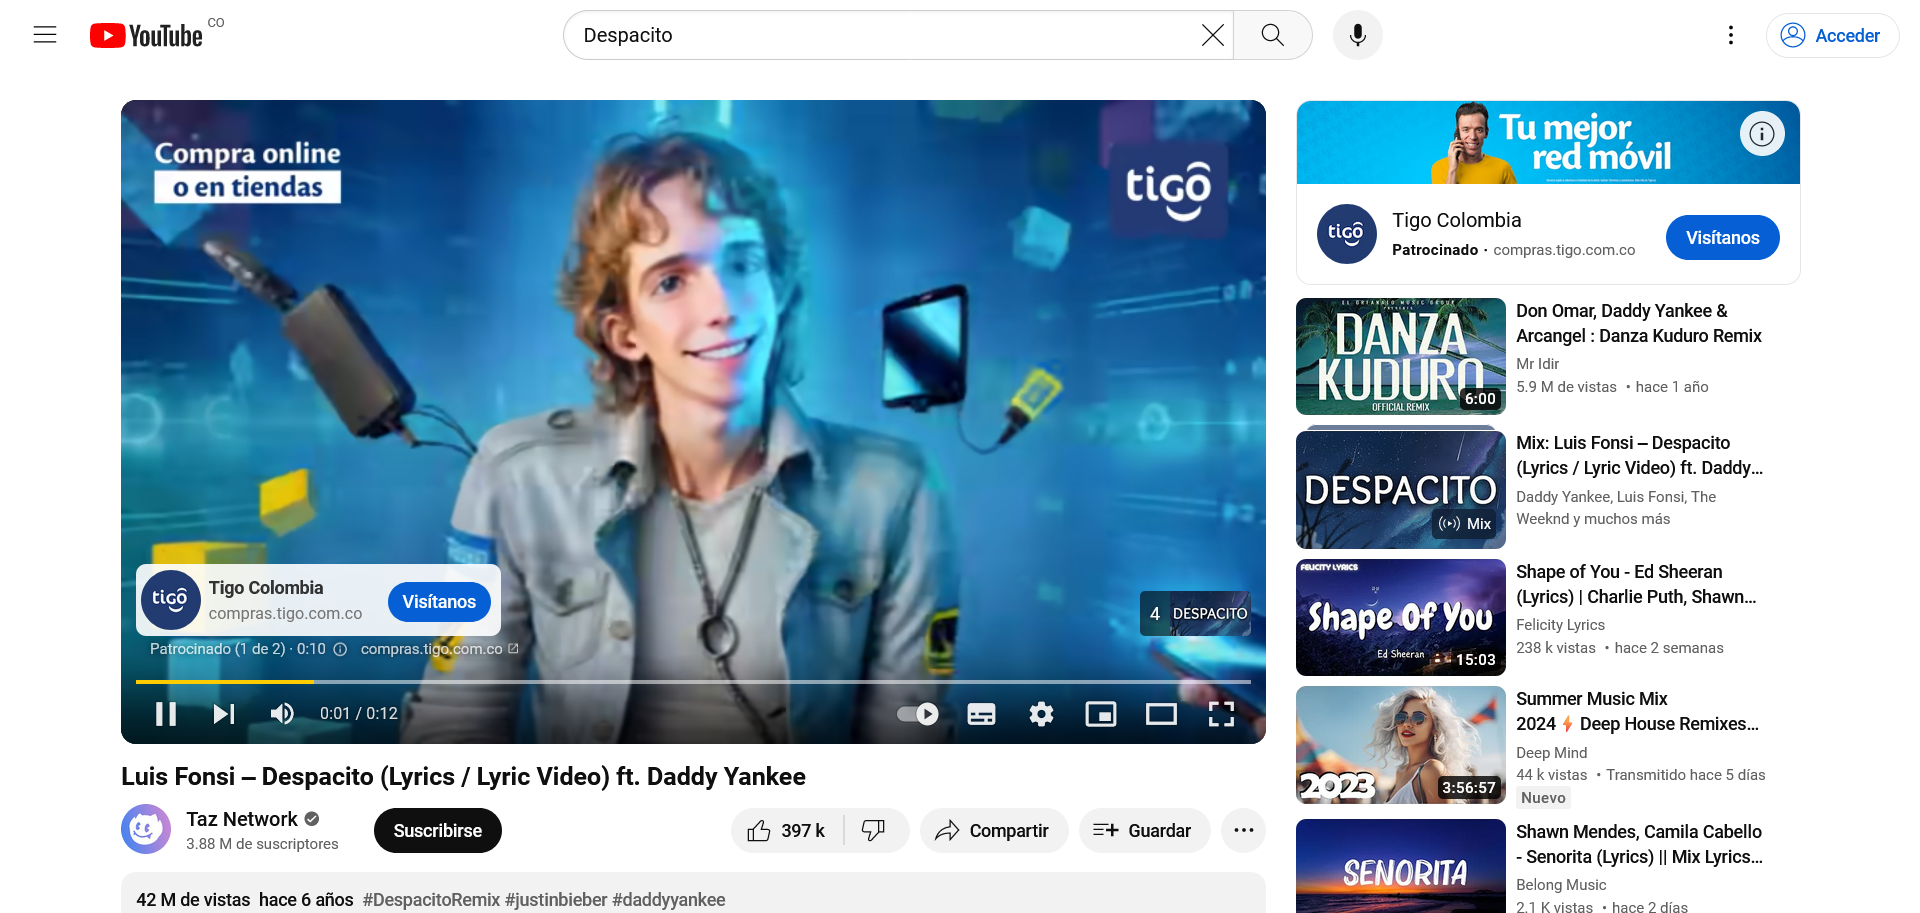 YouTube
CO
Despacito
Acceder
Compra online
o en tiendas
tigo
tigo
Tigo Colombia
compras.tigo.com.co
Visítanos
4
DESPACITO
Patrocinado (1 de 2) · 0:10
compras.tigo.com.co
0:01 / 0:12
Luis Fonsi ‒ Despacito (Lyrics / Lyric Video) ft. Daddy Yankee
Taz Network
3.88 M de suscriptores
Suscribirse
397 k
Compartir
Guardar
42 M de vistas hace 6 años #DespacitoRemix #justinbieber #daddyyankee
Tu mejor
red móvil
tigo
Tigo Colombia
Patrocinado · compras.tigo.com.co
Visítanos
EL ORFANATO MUSIC GROUP
PRESENTS
DANZA
KUDURO
OFFICIAL REMIX
6:00
Don Omar, Daddy Yankee &
Arcangel : Danza Kuduro Remix
Mr Idir
5.9 M de vistas • hace 1 año
DESPACITO
Mix
Mix: Luis Fonsi ‒ Despacito
(Lyrics / Lyric Video) ft. Daddy...
Daddy Yankee, Luis Fonsi, The
Weeknd y muchos más
FELICITY LYRICS
Shape Of You
Ed Sheeran
15:03
Shape of You - Ed Sheeran
(Lyrics) | Charlie Puth, Shawn...
Felicity Lyrics
238 k vistas • hace 2 semanas
2023
3:56:57
Summer Music Mix
2024⚡Deep House Remixes...
Deep Mind
44 k vistas • Transmitido hace 5 días
Nuevo
SENORITA
Shawn Mendes, Camila Cabello
- Senorita (Lyrics) || Mix Lyrics...
Belong Music
2.1 K vistas • hace 2 días